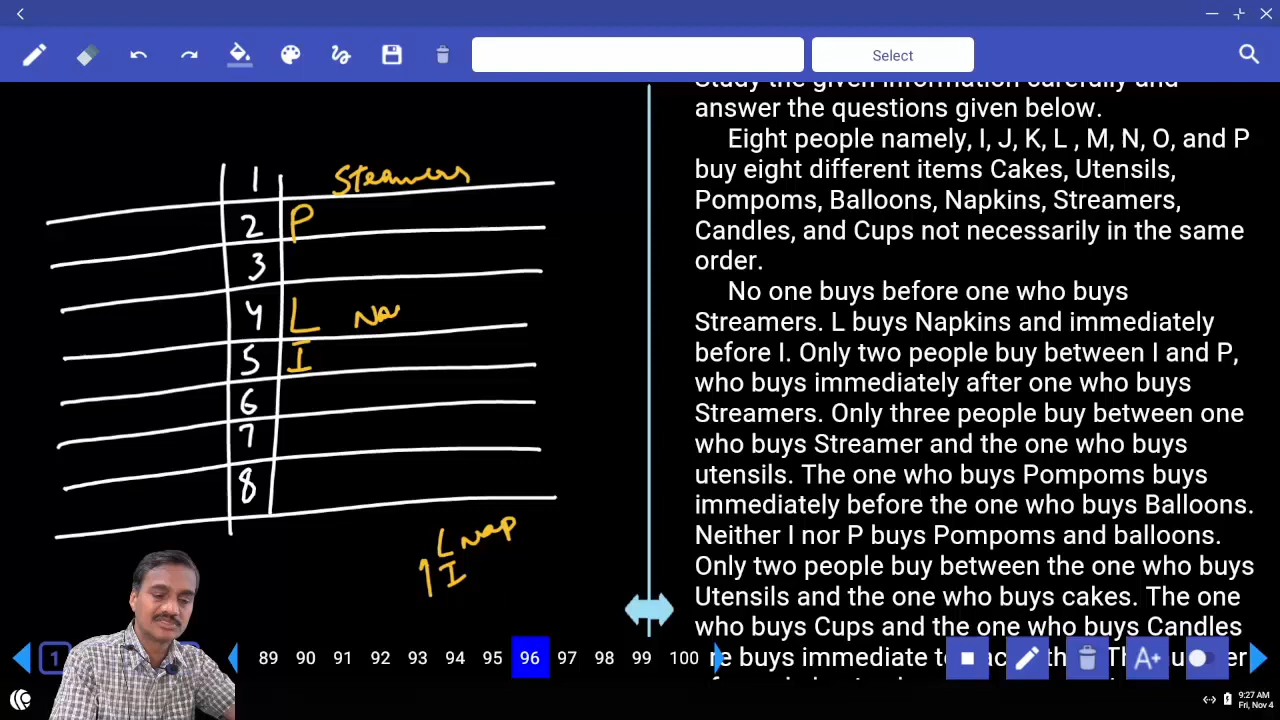 Select
Study the given information carefully and
answer the questions given below.
Eight people namely, I, J, K, L , M, N, O, and P
buy eight different items Cakes, Utensils,
Pompoms, Balloons, Napkins, Streamers,
Candles, and Cups not necessarily in the same
order.
No one buys before one who buys
Streamers. L buys Napkins and immediately
before I. Only two people buy between I and P,
who buys immediately after one who buys
Streamers. Only three people buy between one
who buys Streamer and the one who buys
utensils. The one who buys Pompoms buys
immediately before the one who buys Balloons.
Neither I nor P buys Pompoms and balloons.
Only two people buy between the one who buys
Utensils and the one who buys cakes. The one
who buys Cups and the one who buys Candles
re buys immediate to
1 Steamers
2 P
3
4 L Na
5 I
6
7
8
L Nap
I
1 89 90 91 92 93 94 95 96 97 98 99 100
A+
9:27 AM
Fri, Nov 4